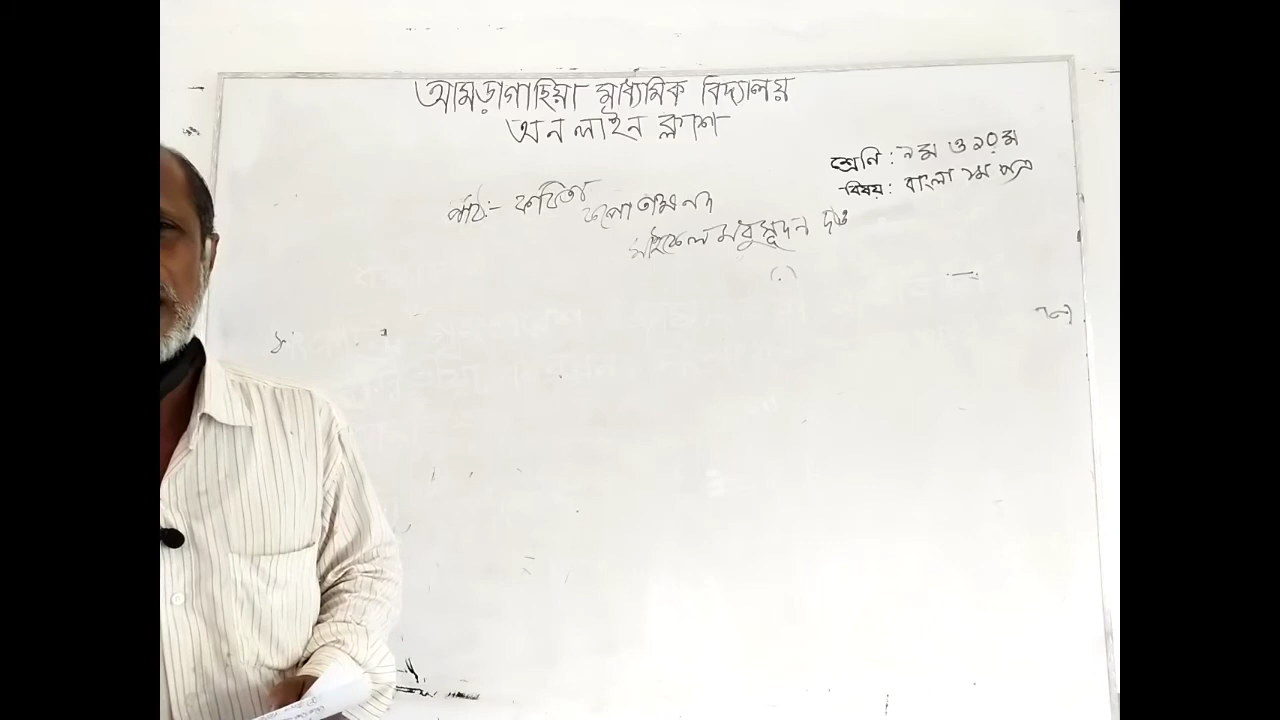 আমড়াগাছিয়া মাধ্যমিক বিদ্যালয়
অনলাইন ক্লাশ
শ্রেণি: ৯ম ও ১০ম
বিষয়: বাংলা ১ম পত্র
পাঠ:- কবিতা
কপোতাক্ষ নদ
মাইকেল মধুসূদন দত্ত